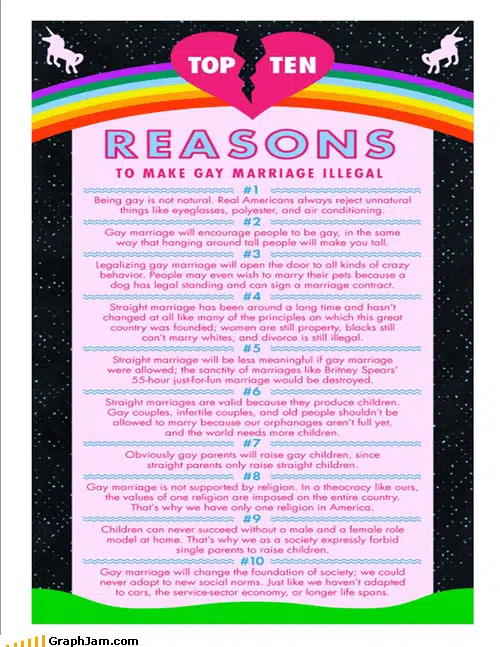 TOP TEN
REASONS
TO MAKE GAY MARRIAGE ILLEGAL
#1
Being gay is not natural. Real Americans always reject unnatural
things like eyeglasses, polyester, and air conditioning.
#2
Gay marriage will encourage people to be gay, in the same
way that hanging around tall people will make you tall.
#3
Legalizing gay marriage will open the door to all kinds of crazy
behavior. People may even wish to marry their pets because a
dog has legal standing and can sign a marriage contract.
#4
Straight marriage has been around a long time and hasn't
changed at all like many of the principles on which this great
country was founded; women are still property, blacks still
can't marry whites, and divorce is still illegal.
#5
Straight marriage will be less meaningful if gay marriage
were allowed; the sanctity of marriages like Britney Spears'
55-hour just-for-fun marriage would be destroyed.
#6
Straight marriages are valid because they produce children.
Gay couples, infertile couples, and old people shouldn't be
allowed to marry because our orphanages aren't full yet,
and the world needs more children.
#7
Obviously gay parents will raise gay children, since
straight parents only raise straight children.
#8
Gay marriage is not supported by religion. In a theocracy like ours,
the values of one religion are imposed on the entire country.
That's why we have only one religion in America.
#9
Children can never succeed without a male and a female role
model at home. That's why we as a society expressly forbid
single parents to raise children.
#10
Gay marriage will change the foundation of society; we could
never adapt to new social norms. Just like we haven't adapted
to cars, the service-sector economy, or longer life spans.
GraphJam.com